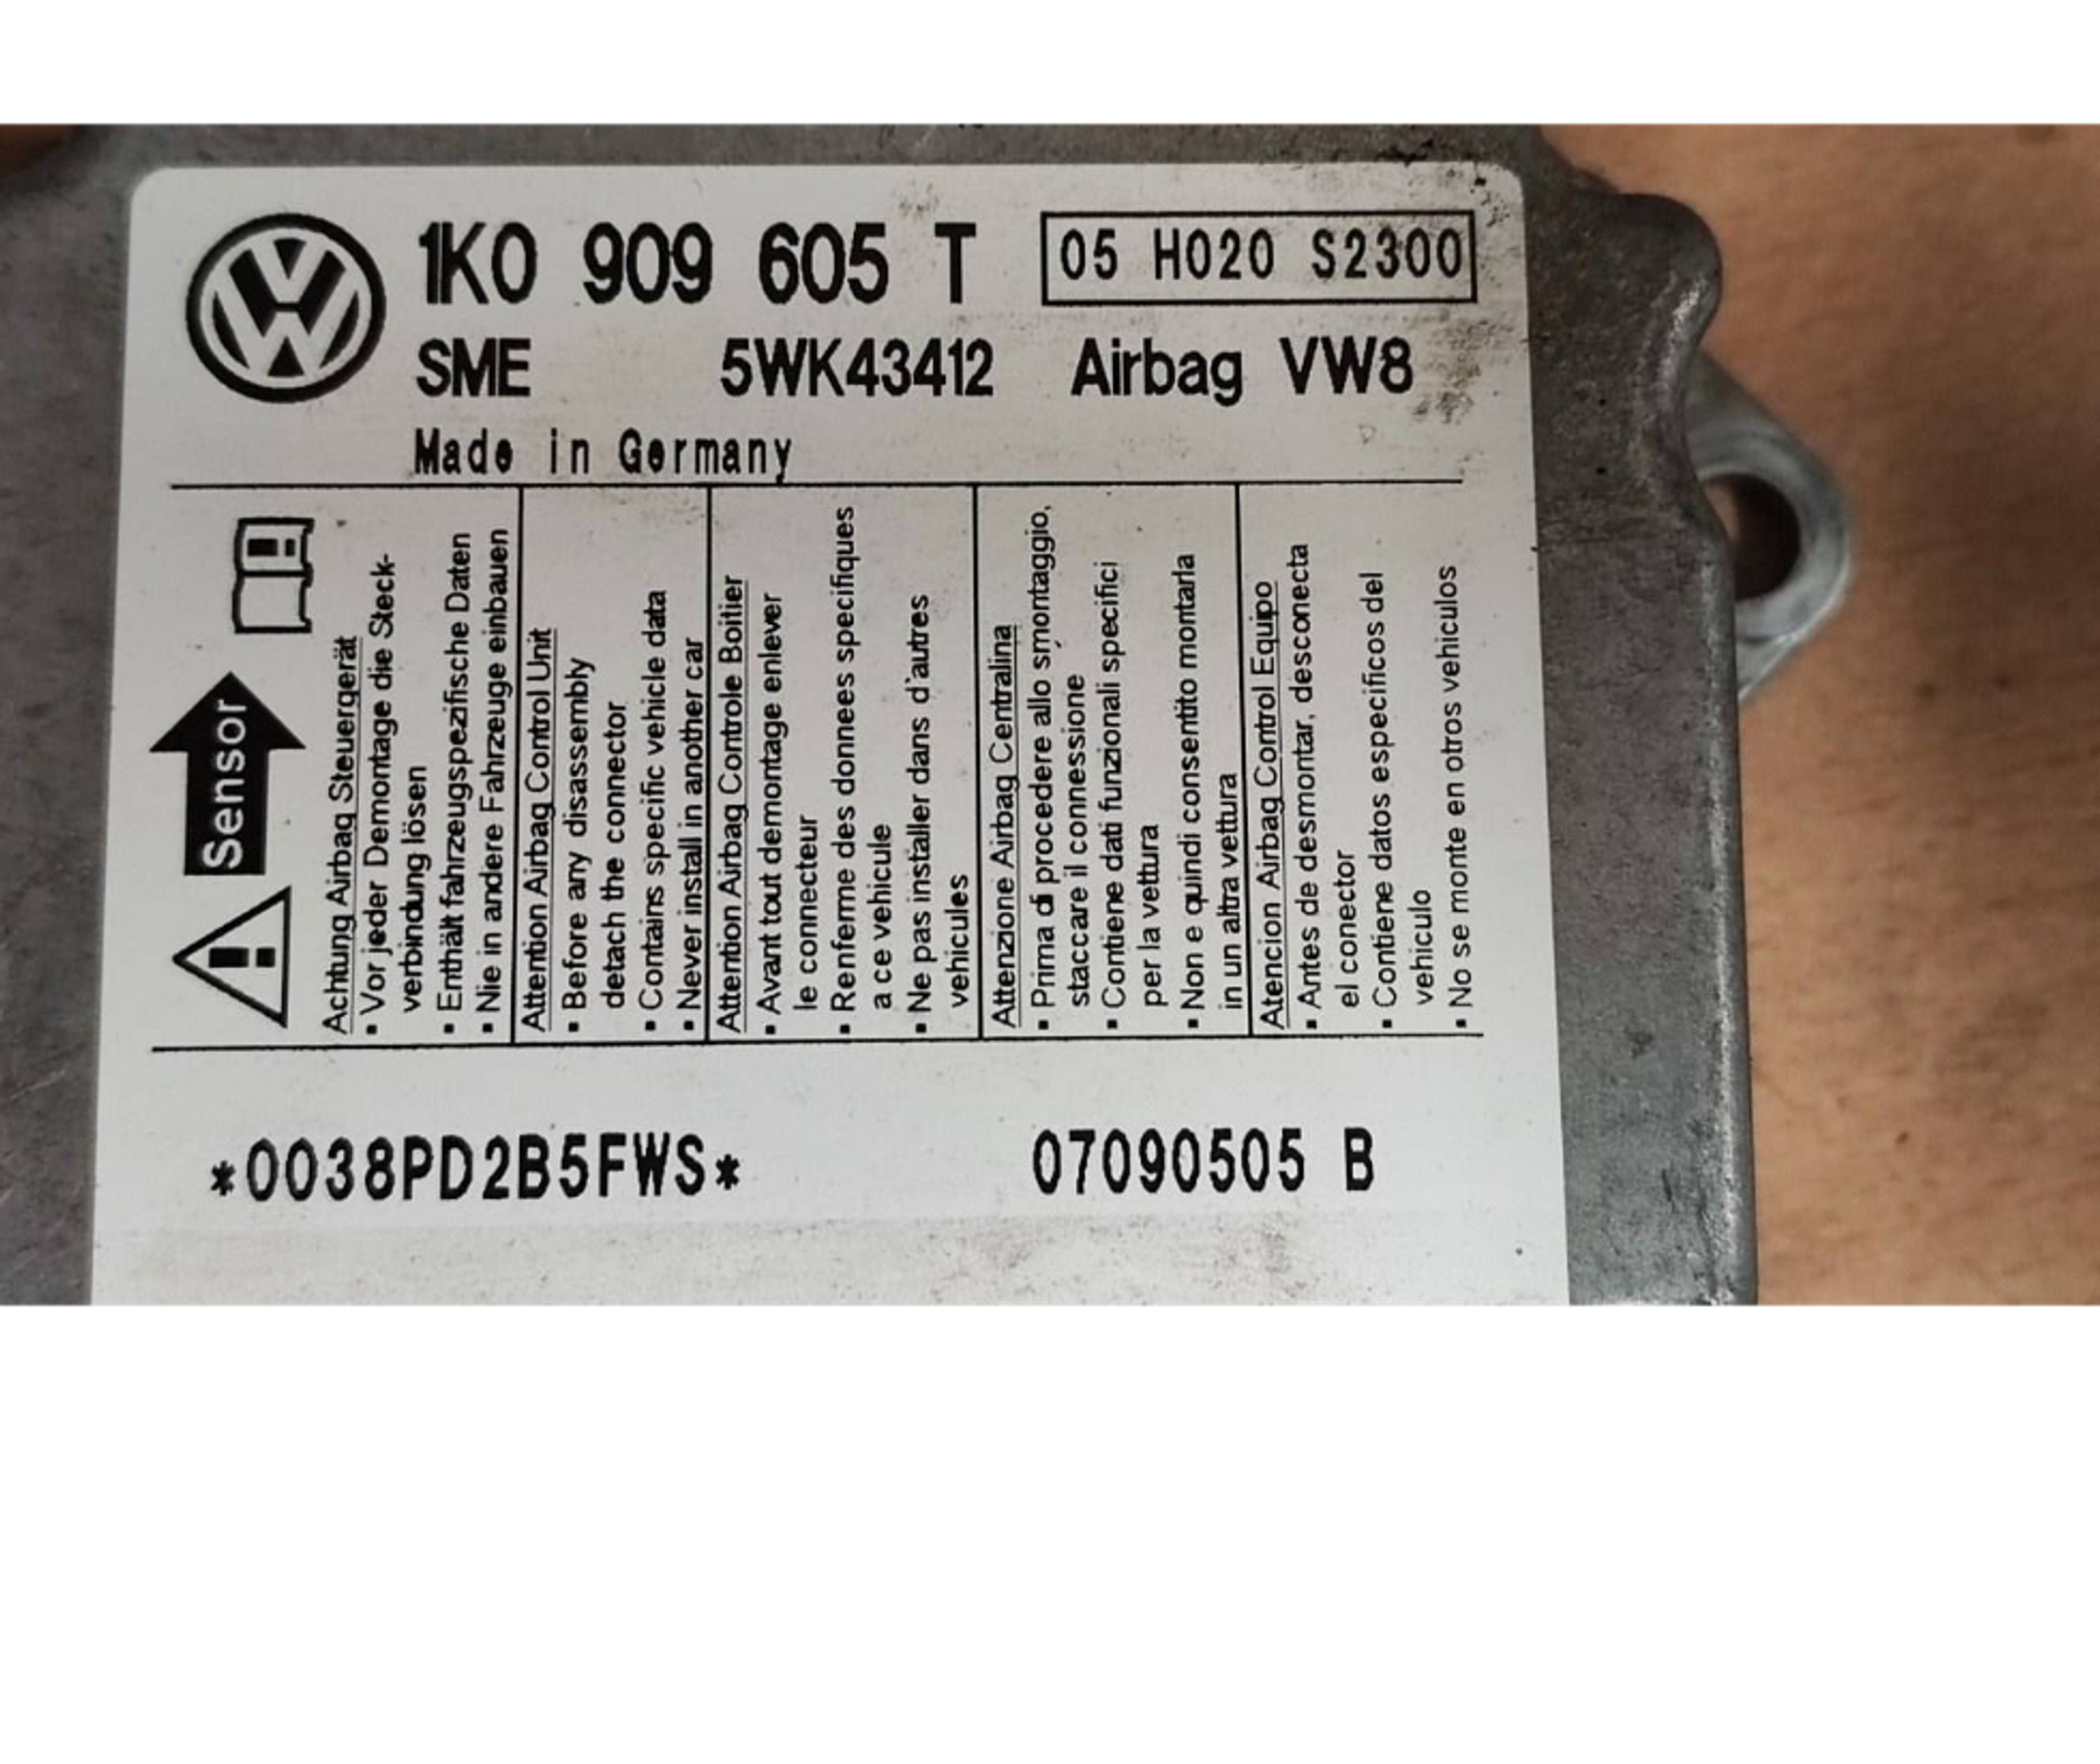 1K0 909 605 T
05 H020 S2300
SME 5WK43412 Airbag VW8
Made in Germany
Sensor
Achtung Airbag Steuergerät
▪ Vor jeder Demontage die Steck-
verbindung lösen
▪ Enthält fahrzeugspezifische Daten
▪ Nie in andere Fahrzeuge einbauen
Attention Airbag Control Unit
▪ Before any disassembly
detach the connector
▪ Contains specific vehicle data
▪ Never install in another car
Attention Airbag Controle Boitier
▪ Avant tout demontage enlever
le connecteur
▪ Renferme des donnees specifiques
a ce vehicule
▪ Ne pas installer dans d'autres
vehicules
Attenzione Airbag Centralina
▪ Prima di procedere allo smontaggio,
staccare il connessione
▪ Contiene dati funzionali specifici
per la vettura
▪ Non e quindi consentito montarla
in un altra vettura
Atencion Airbag Control Equipo
▪ Antes de desmontar, desconecta
el conector
▪ Contiene datos especificos del
vehiculo
▪ No se monte en otros vehiculos
*0038PD2B5FWS* 07090505 B